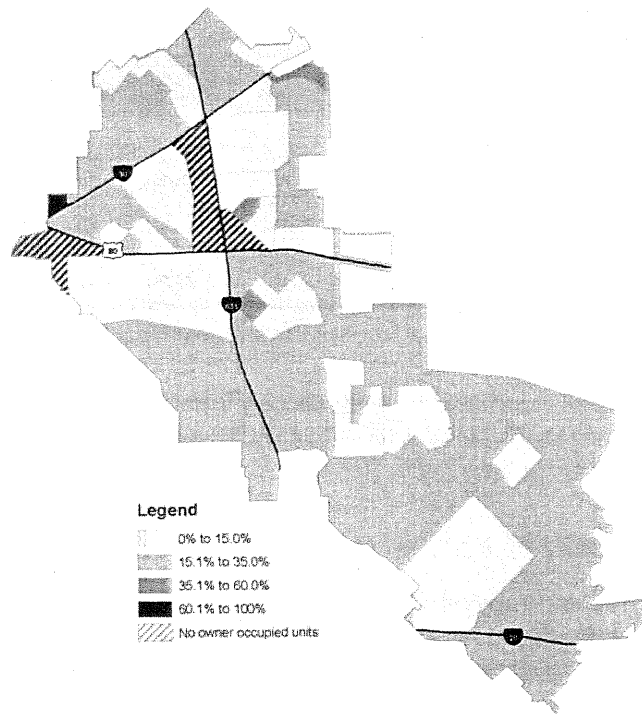 80
Legend
0% to 15.0%
15.1% to 35.0%
35.1% to 60.0%
60.1% to 100%
No owner occupied units